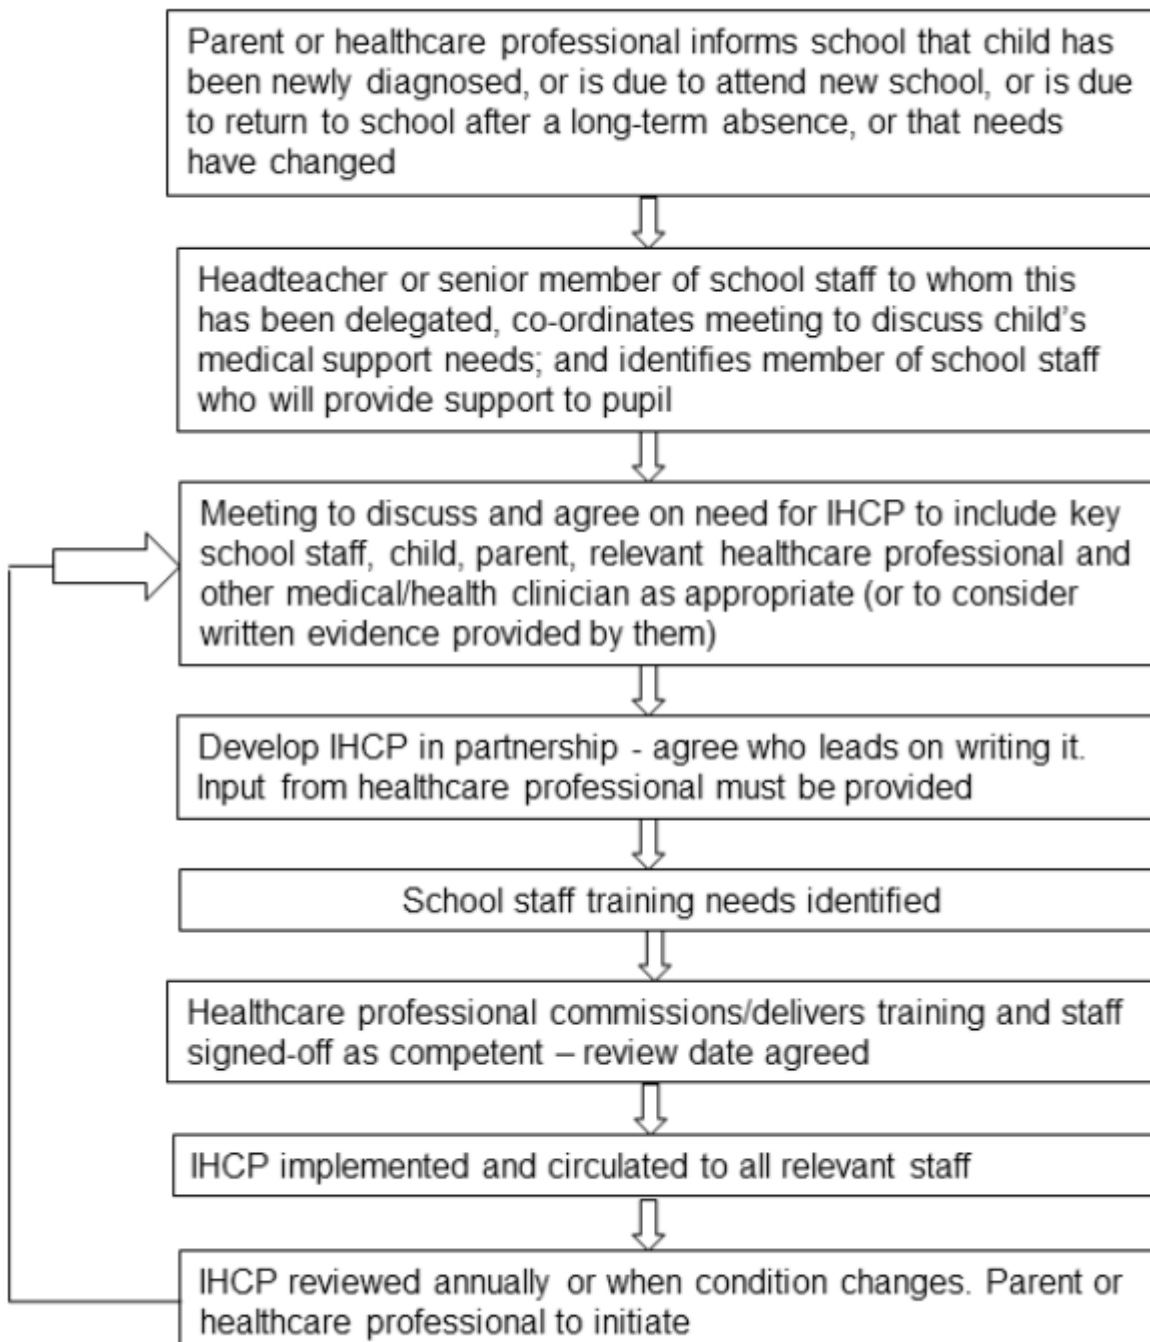 Parent or healthcare professional informs school that child has
been newly diagnosed, or is due to attend new school, or is due
to return to school after a long-term absence, or that needs
have changed
Headteacher or senior member of school staff to whom this
has been delegated, co-ordinates meeting to discuss child's
medical support needs; and identifies member of school staff
who will provide support to pupil
Meeting to discuss and agree on need for IHCP to include key
school staff, child, parent, relevant healthcare professional and
other medical/health clinician as appropriate (or to consider
written evidence provided by them)
Develop IHCP in partnership - agree who leads on writing it.
Input from healthcare professional must be provided
School staff training needs identified
Healthcare professional commissions/delivers training and staff
signed-off as competent – review date agreed
IHCP implemented and circulated to all relevant staff
IHCP reviewed annually or when condition changes. Parent or
healthcare professional to initiate